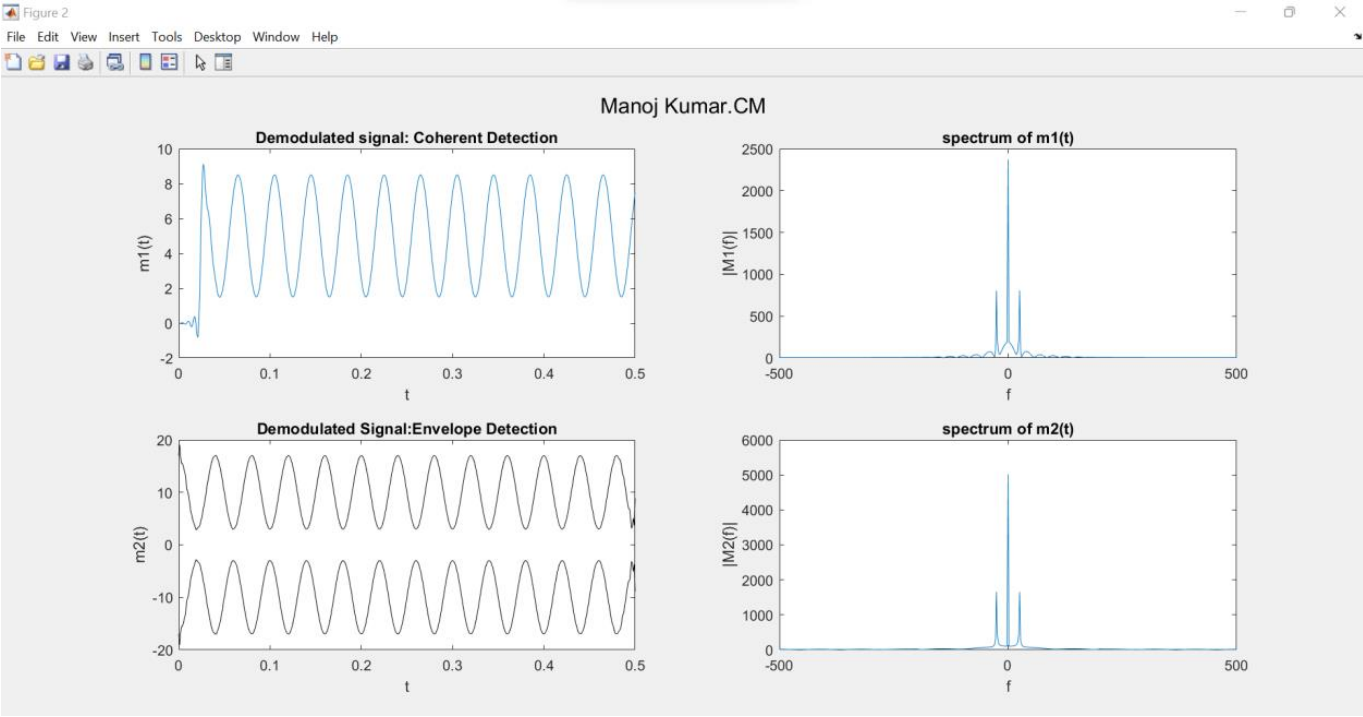 Figure 2
File Edit View Insert Tools Desktop Window Help
Manoj Kumar.CM
Demodulated signal: Coherent Detection
10
8
6
4
2
0
-2
m1(t)
0 0.1 0.2 0.3 0.4 0.5
t
spectrum of m1(t)
2500
2000
1500
1000
500
0
|M1(f)|
-500 0 500
f
Demodulated Signal:Envelope Detection
20
10
0
-10
-20
m2(t)
0 0.1 0.2 0.3 0.4 0.5
t
spectrum of m2(t)
6000
5000
4000
3000
2000
1000
0
|M2(f)|
-500 0 500
f